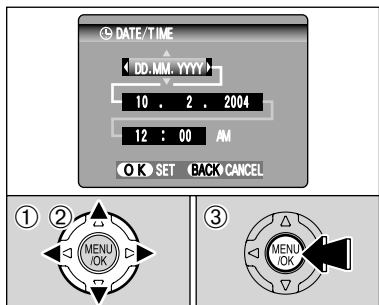 DATE/TIME
DD.MM.YYYY
10 . 2 . 2004
12 : 00 AM
OK SET BACK CANCEL
① ② ③
MENU /OK MENU /OK